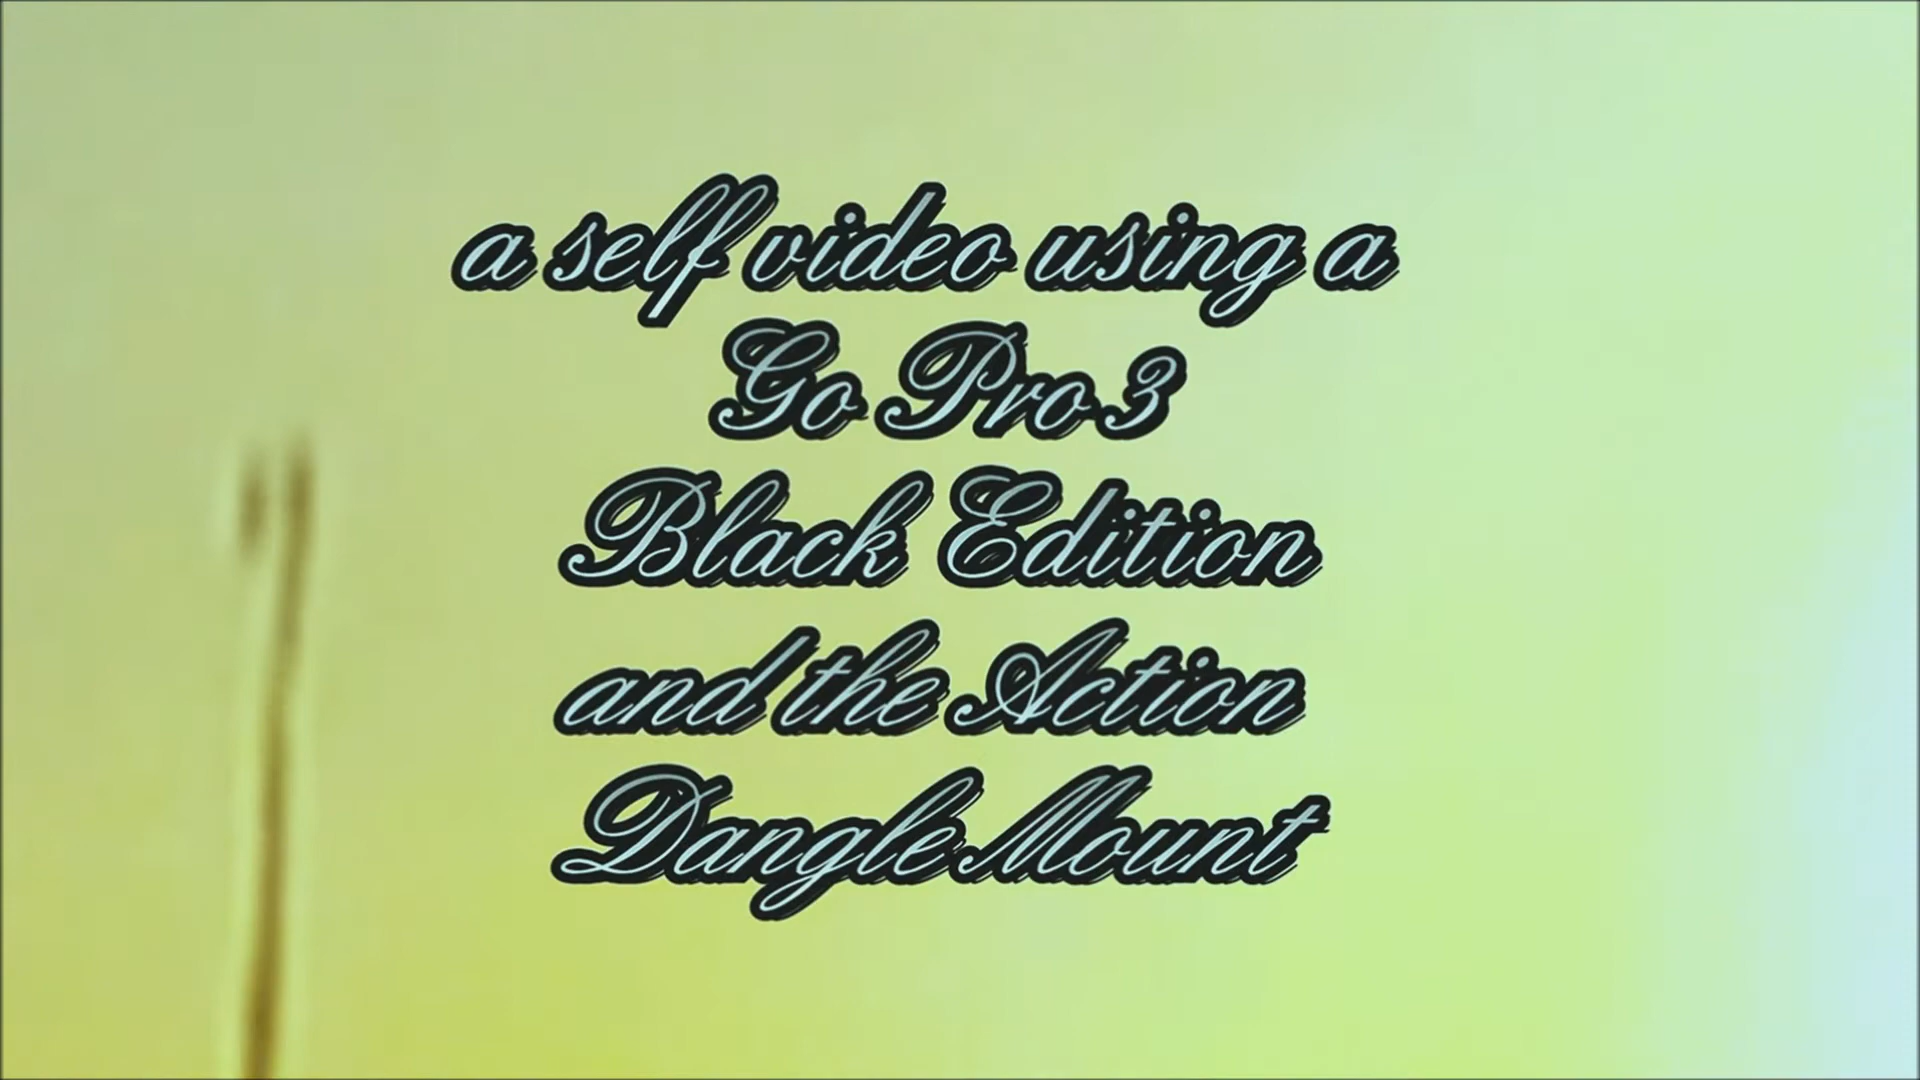 a self video using a
Go Pro 3
Black Edition
and the Action
Dangle Mount